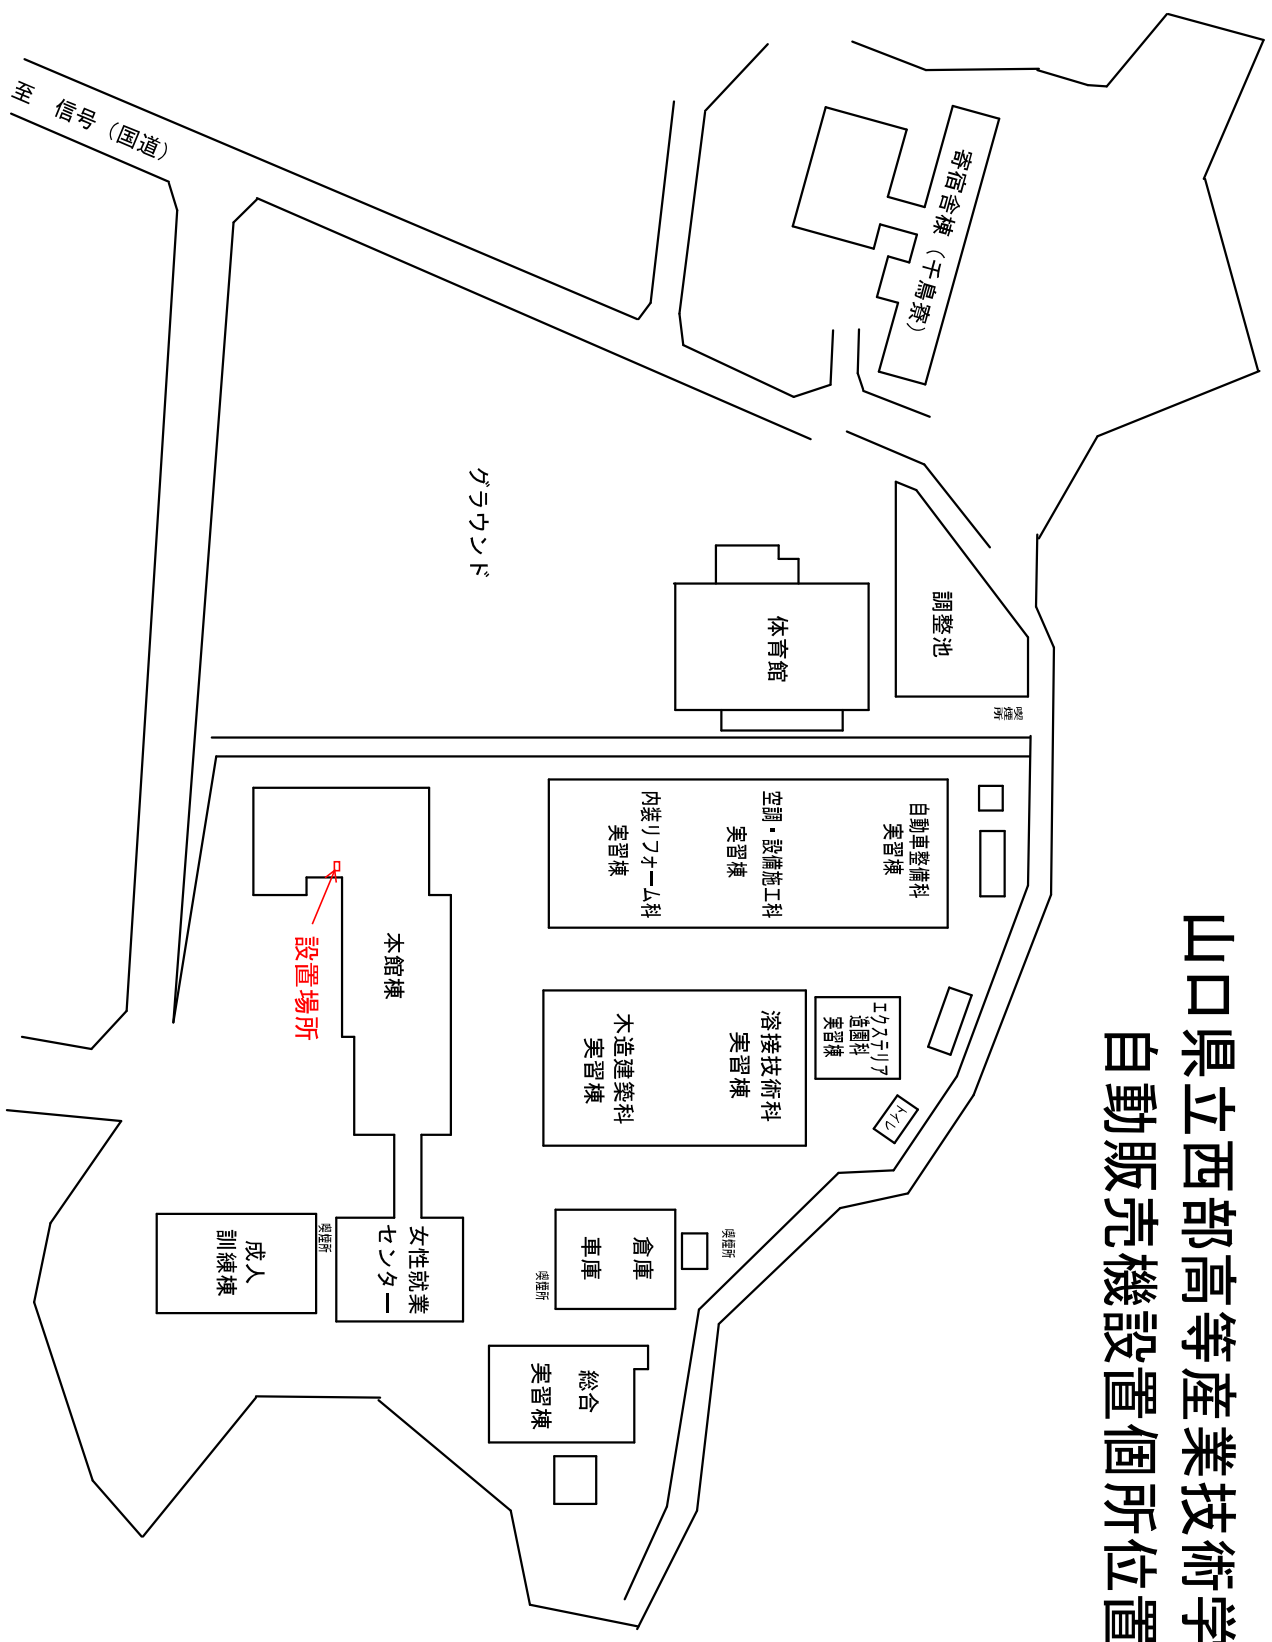 山口県立西部高等産業技術学
自動販売機設置個所位置
至　信号（国道）
寄宿舎棟（千鳥寮）
グラウンド
体育館
調整池
喫煙
所
自動車整備科
実習棟
空調・設備施工科
実習棟
内装リフォーム科
実習棟
本館棟
設置場所
エクステリア
造園科
実習棟
溶接技術科
実習棟
木造建築科
実習棟
トイレ
喫煙所
倉庫
車庫
喫煙所
女性就業
センター
喫煙所
成人
訓練棟
総合
実習棟